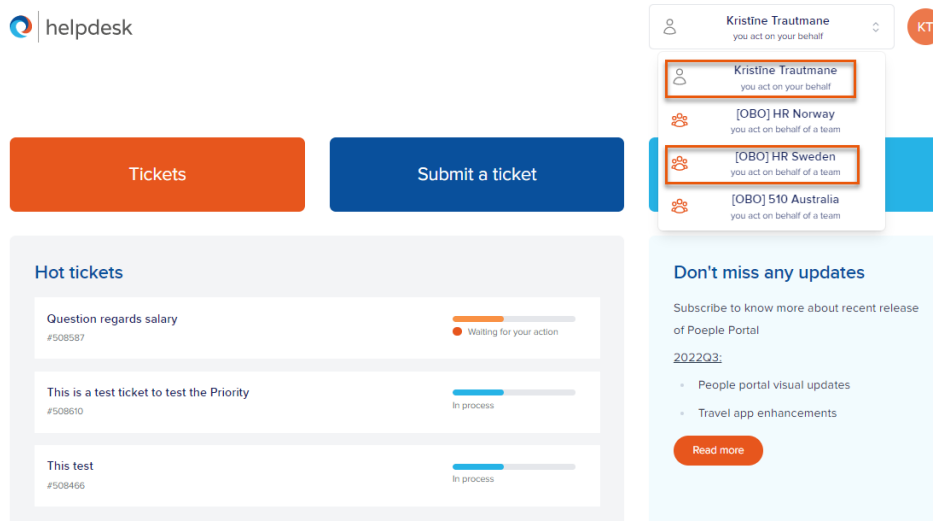 helpdesk
Kristīne Trautmane
you act on your behalf
KT
Kristīne Trautmane
you act on your behalf
[OBO] HR Norway
you act on behalf of a team
[OBO] HR Sweden
you act on behalf of a team
[OBO] 510 Australia
you act on behalf of a team
Tickets
Submit a ticket
Hot tickets
Question regards salary
#508587
Waiting for your action
This is a test ticket to test the Priority
#508610
In process
This test
#508466
In process
Don't miss any updates
Subscribe to know more about recent release
of Poeple Portal
2022Q3:
People portal visual updates
Travel app enhancements
Read more